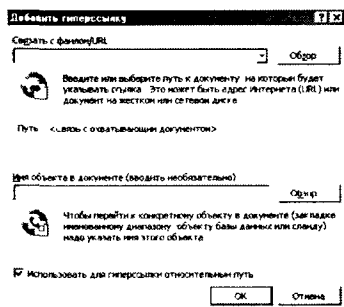 Добавить гиперссылку
Связать с файлом/URL
Обзор
Введите или выберите путь к документу на который будет
указывать ссылка Это может быть адрес Интернета (URL) или
документ на жестком или сетевом диске
Путь <связь с охватывающим документом>
Имя объекта в документе (вводить необязательно)
Обзор
Чтобы перейти к конкретному объекту в документе (закладке
именованному диапазону объекту базы данных или слайду)
надо указать имя этого объекта
Использовать для гиперссылки относительный путь
OK Отмена